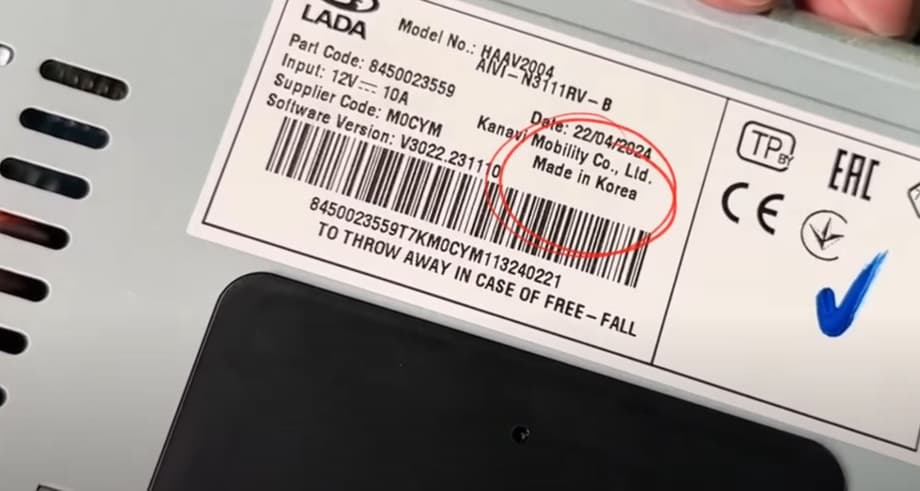 LADA
Model No.: HAAV2004
AIVI-N3111RV-B
Part Code: 8450023559
Input: 12V⎓ 10A
Date: 22/04/2024
Supplier Code: M0CYM
Kanavi Mobility Co., Ltd.
Software Version: V3022.231110
Made in Korea
8450023559T7KM0CYM113240221
TO THROW AWAY IN CASE OF FREE-FALL
TP BY
EAC
CE